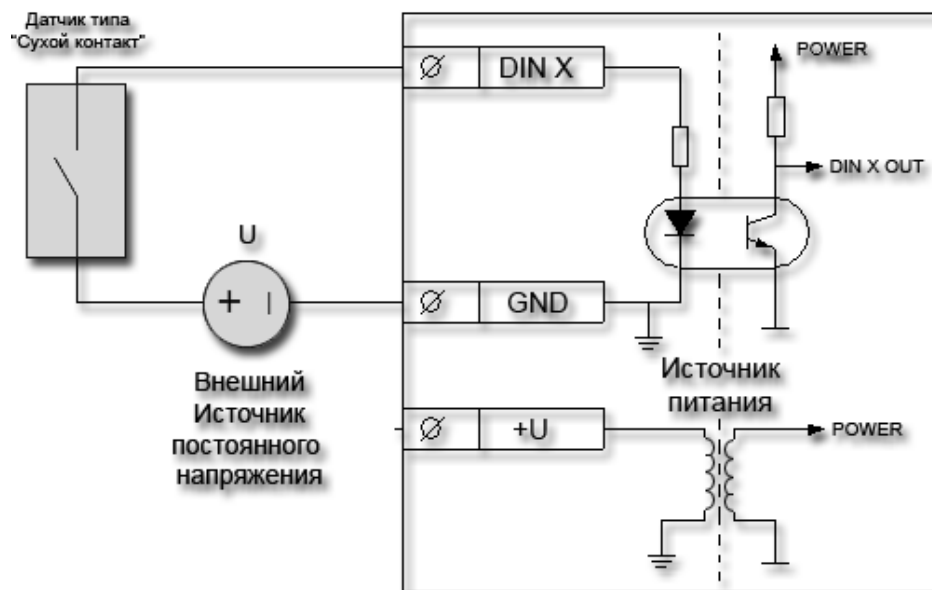 Датчик типа
"Сухой контакт"
DIN X
POWER
DIN X OUT
U
+ –
GND
Внешний
Источник
постоянного
напряжения
Источник
питания
+U
POWER